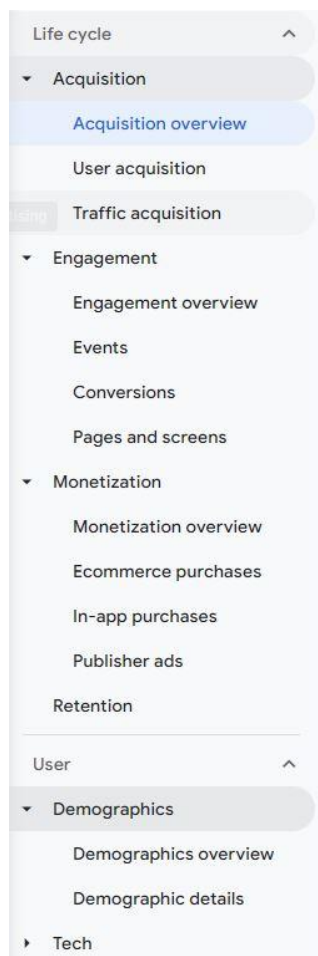 Life cycle
Acquisition
Acquisition overview
User acquisition
Traffic acquisition
Engagement
Engagement overview
Events
Conversions
Pages and screens
Monetization
Monetization overview
Ecommerce purchases
In-app purchases
Publisher ads
Retention
User
Demographics
Demographics overview
Demographic details
Tech